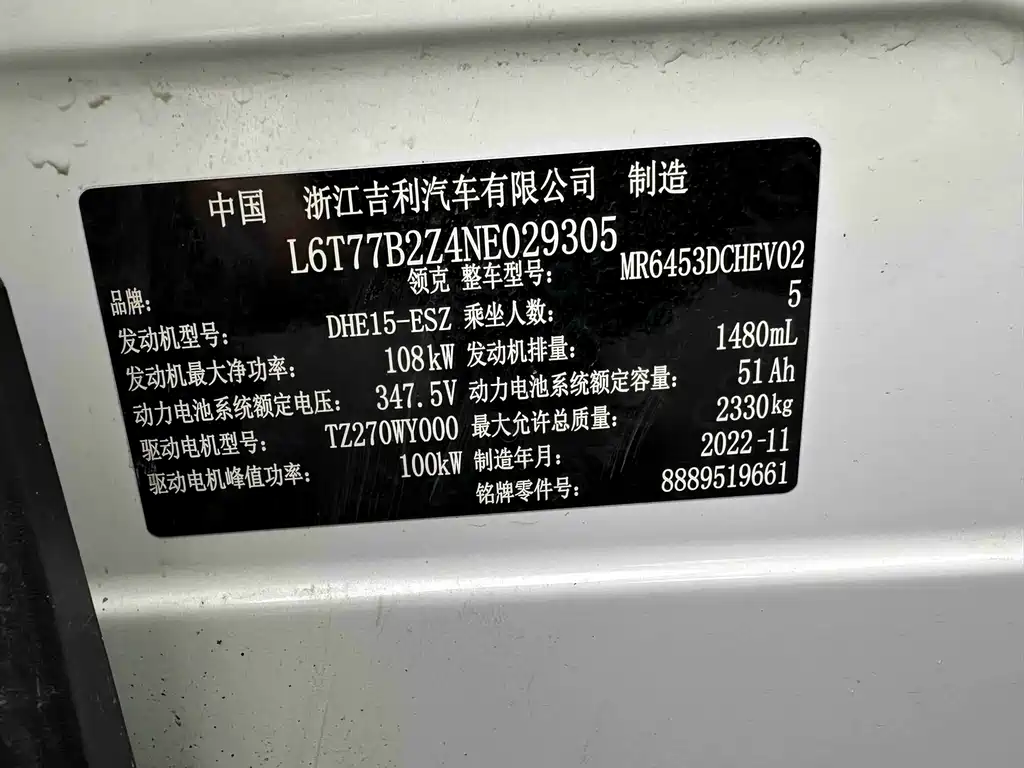 中国 浙江吉利汽车有限公司 制造
L6T77B2Z4NE029305
品牌: 领克 整车型号: MR6453DCHEV02
发动机型号: DHE15-ESZ 乘坐人数: 5
发动机最大净功率: 108kW 发动机排量: 1480mL
动力电池系统额定电压: 347.5V 动力电池系统额定容量: 51Ah
驱动电机型号: TZ270WY000 最大允许总质量: 2330kg
驱动电机峰值功率: 100kW 制造年月: 2022-11
铭牌零件号: 8889519661